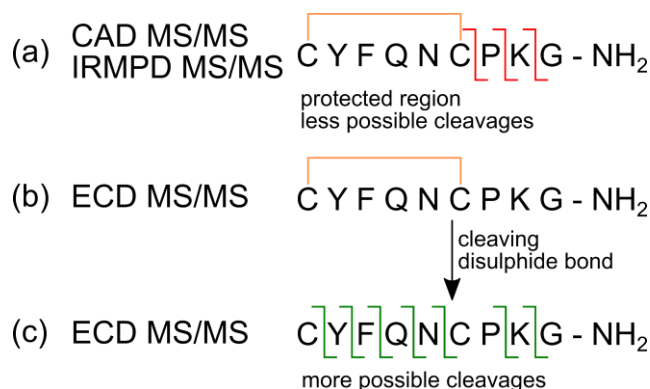 (a) CAD MS/MS
IRMPD MS/MS
C Y F Q N C P K G - NH₂
protected region
less possible cleavages
(b) ECD MS/MS
C Y F Q N C P K G - NH₂
cleaving
disulphide bond
(c) ECD MS/MS
C Y F Q N C P K G - NH₂
more possible cleavages